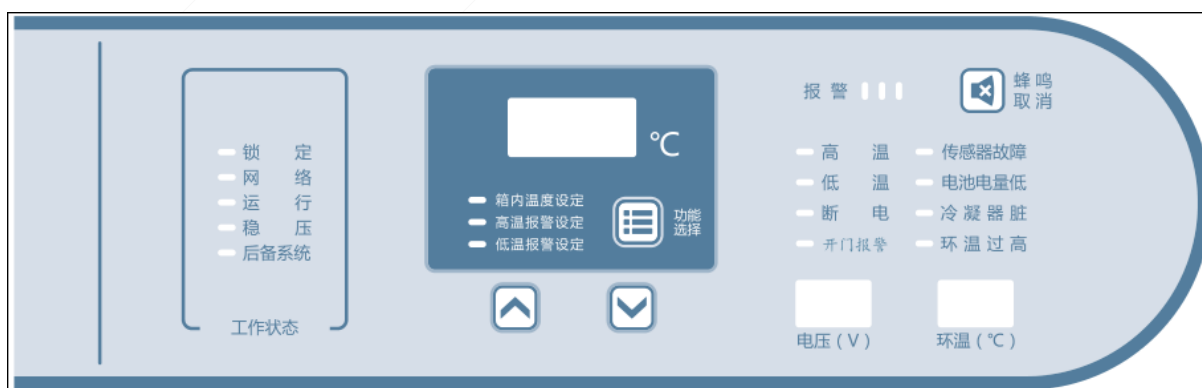 锁 定
网 络
运 行
稳 压
后备系统
工作状态
℃
箱内温度设定
高温报警设定
低温报警设定
功能
选择
报警
蜂鸣
取消
高 温
传感器故障
低 温
电池电量低
断 电
冷凝器脏
开门报警
环温过高
电压(V)
环温(℃)